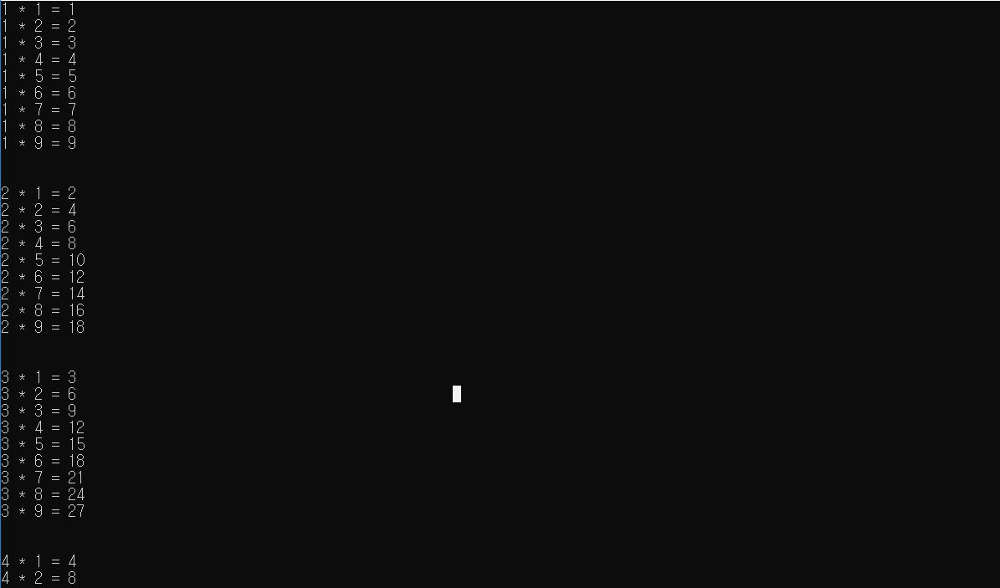 1 * 1 = 1
1 * 2 = 2
1 * 3 = 3
1 * 4 = 4
1 * 5 = 5
1 * 6 = 6
1 * 7 = 7
1 * 8 = 8
1 * 9 = 9
2 * 1 = 2
2 * 2 = 4
2 * 3 = 6
2 * 4 = 8
2 * 5 = 10
2 * 6 = 12
2 * 7 = 14
2 * 8 = 16
2 * 9 = 18
3 * 1 = 3
3 * 2 = 6
3 * 3 = 9
3 * 4 = 12
3 * 5 = 15
3 * 6 = 18
3 * 7 = 21
3 * 8 = 24
3 * 9 = 27
4 * 1 = 4
4 * 2 = 8